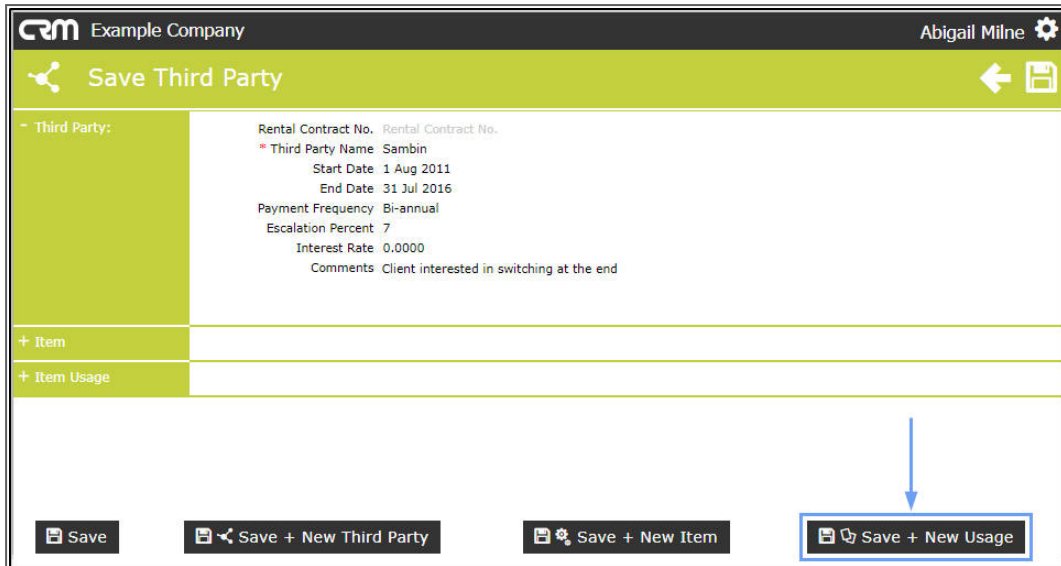 CRM Example Company Abigail Milne
Save Third Party
- Third Party:
Rental Contract No. Rental Contract No.
* Third Party Name Sambin
Start Date 1 Aug 2011
End Date 31 Jul 2016
Payment Frequency Bi-annual
Escalation Percent 7
Interest Rate 0.0000
Comments Client interested in switching at the end
+ Item
+ Item Usage
Save Save + New Third Party Save + New Item Save + New Usage